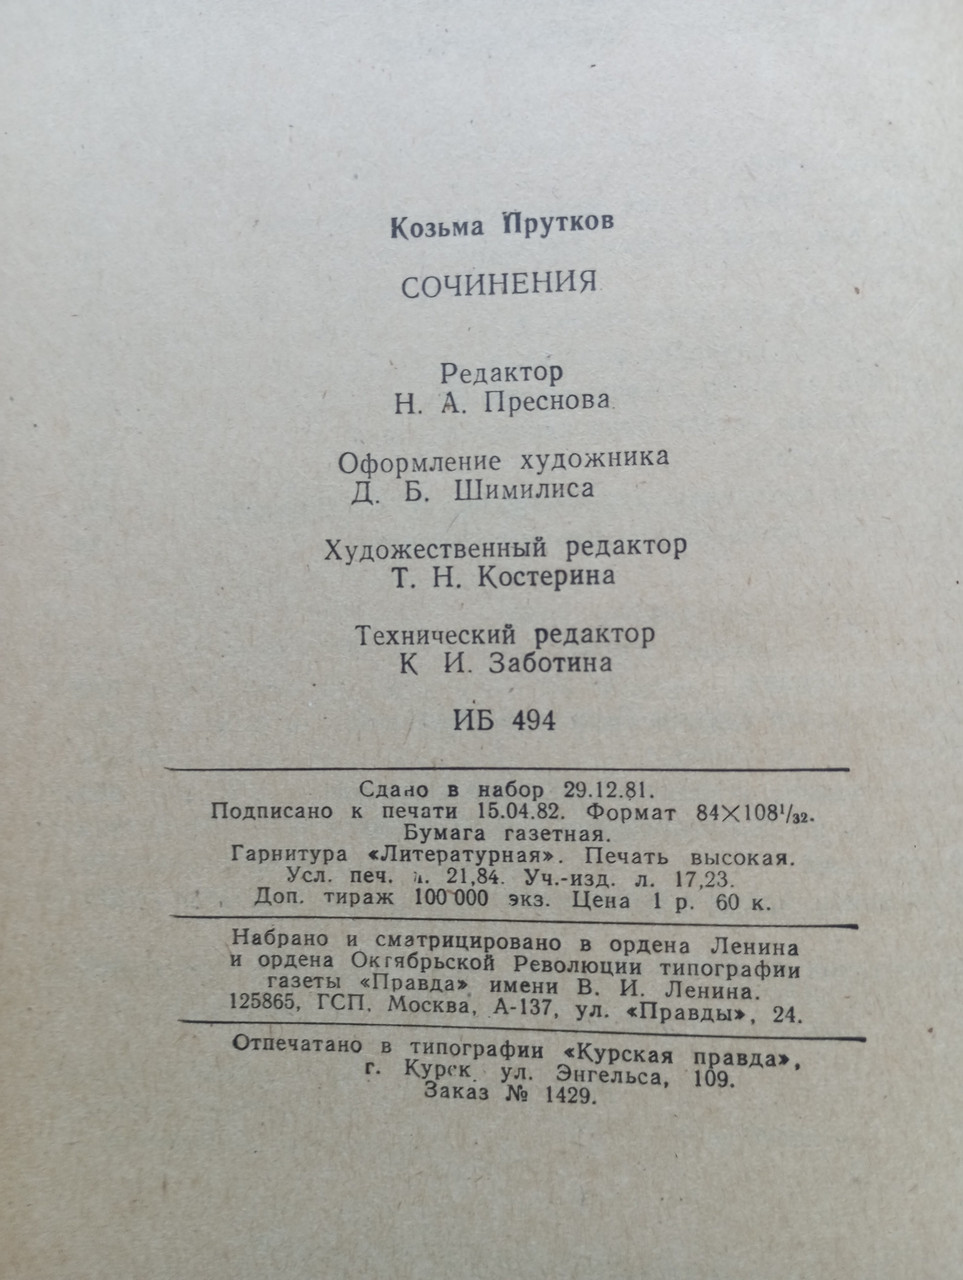 Козьма Прутков
СОЧИНЕНИЯ
Редактор
Н. А. Преснова
Оформление художника
Д. Б. Шимилиса
Художественный редактор
Т. Н. Костерина
Технический редактор
К И. Заботина
ИБ 494
Сдано в набор 29.12.81.
Подписано к печати 15.04.82. Формат 84×108¹/₃₂.
Бумага газетная.
Гарнитура «Литературная». Печать высокая.
Усл. печ. л. 21,84. Уч.-изд. л. 17,23.
Доп. тираж 100 000 экз. Цена 1 р. 60 к.
Набрано и сматрицировано в ордена Ленина
и ордена Октябрьской Революции типографии
газеты «Правда» имени В. И. Ленина.
125865, ГСП, Москва, А-137, ул. «Правды», 24.
Отпечатано в типографии «Курская правда»,
г. Курск ул. Энгельса, 109.
Заказ № 1429.